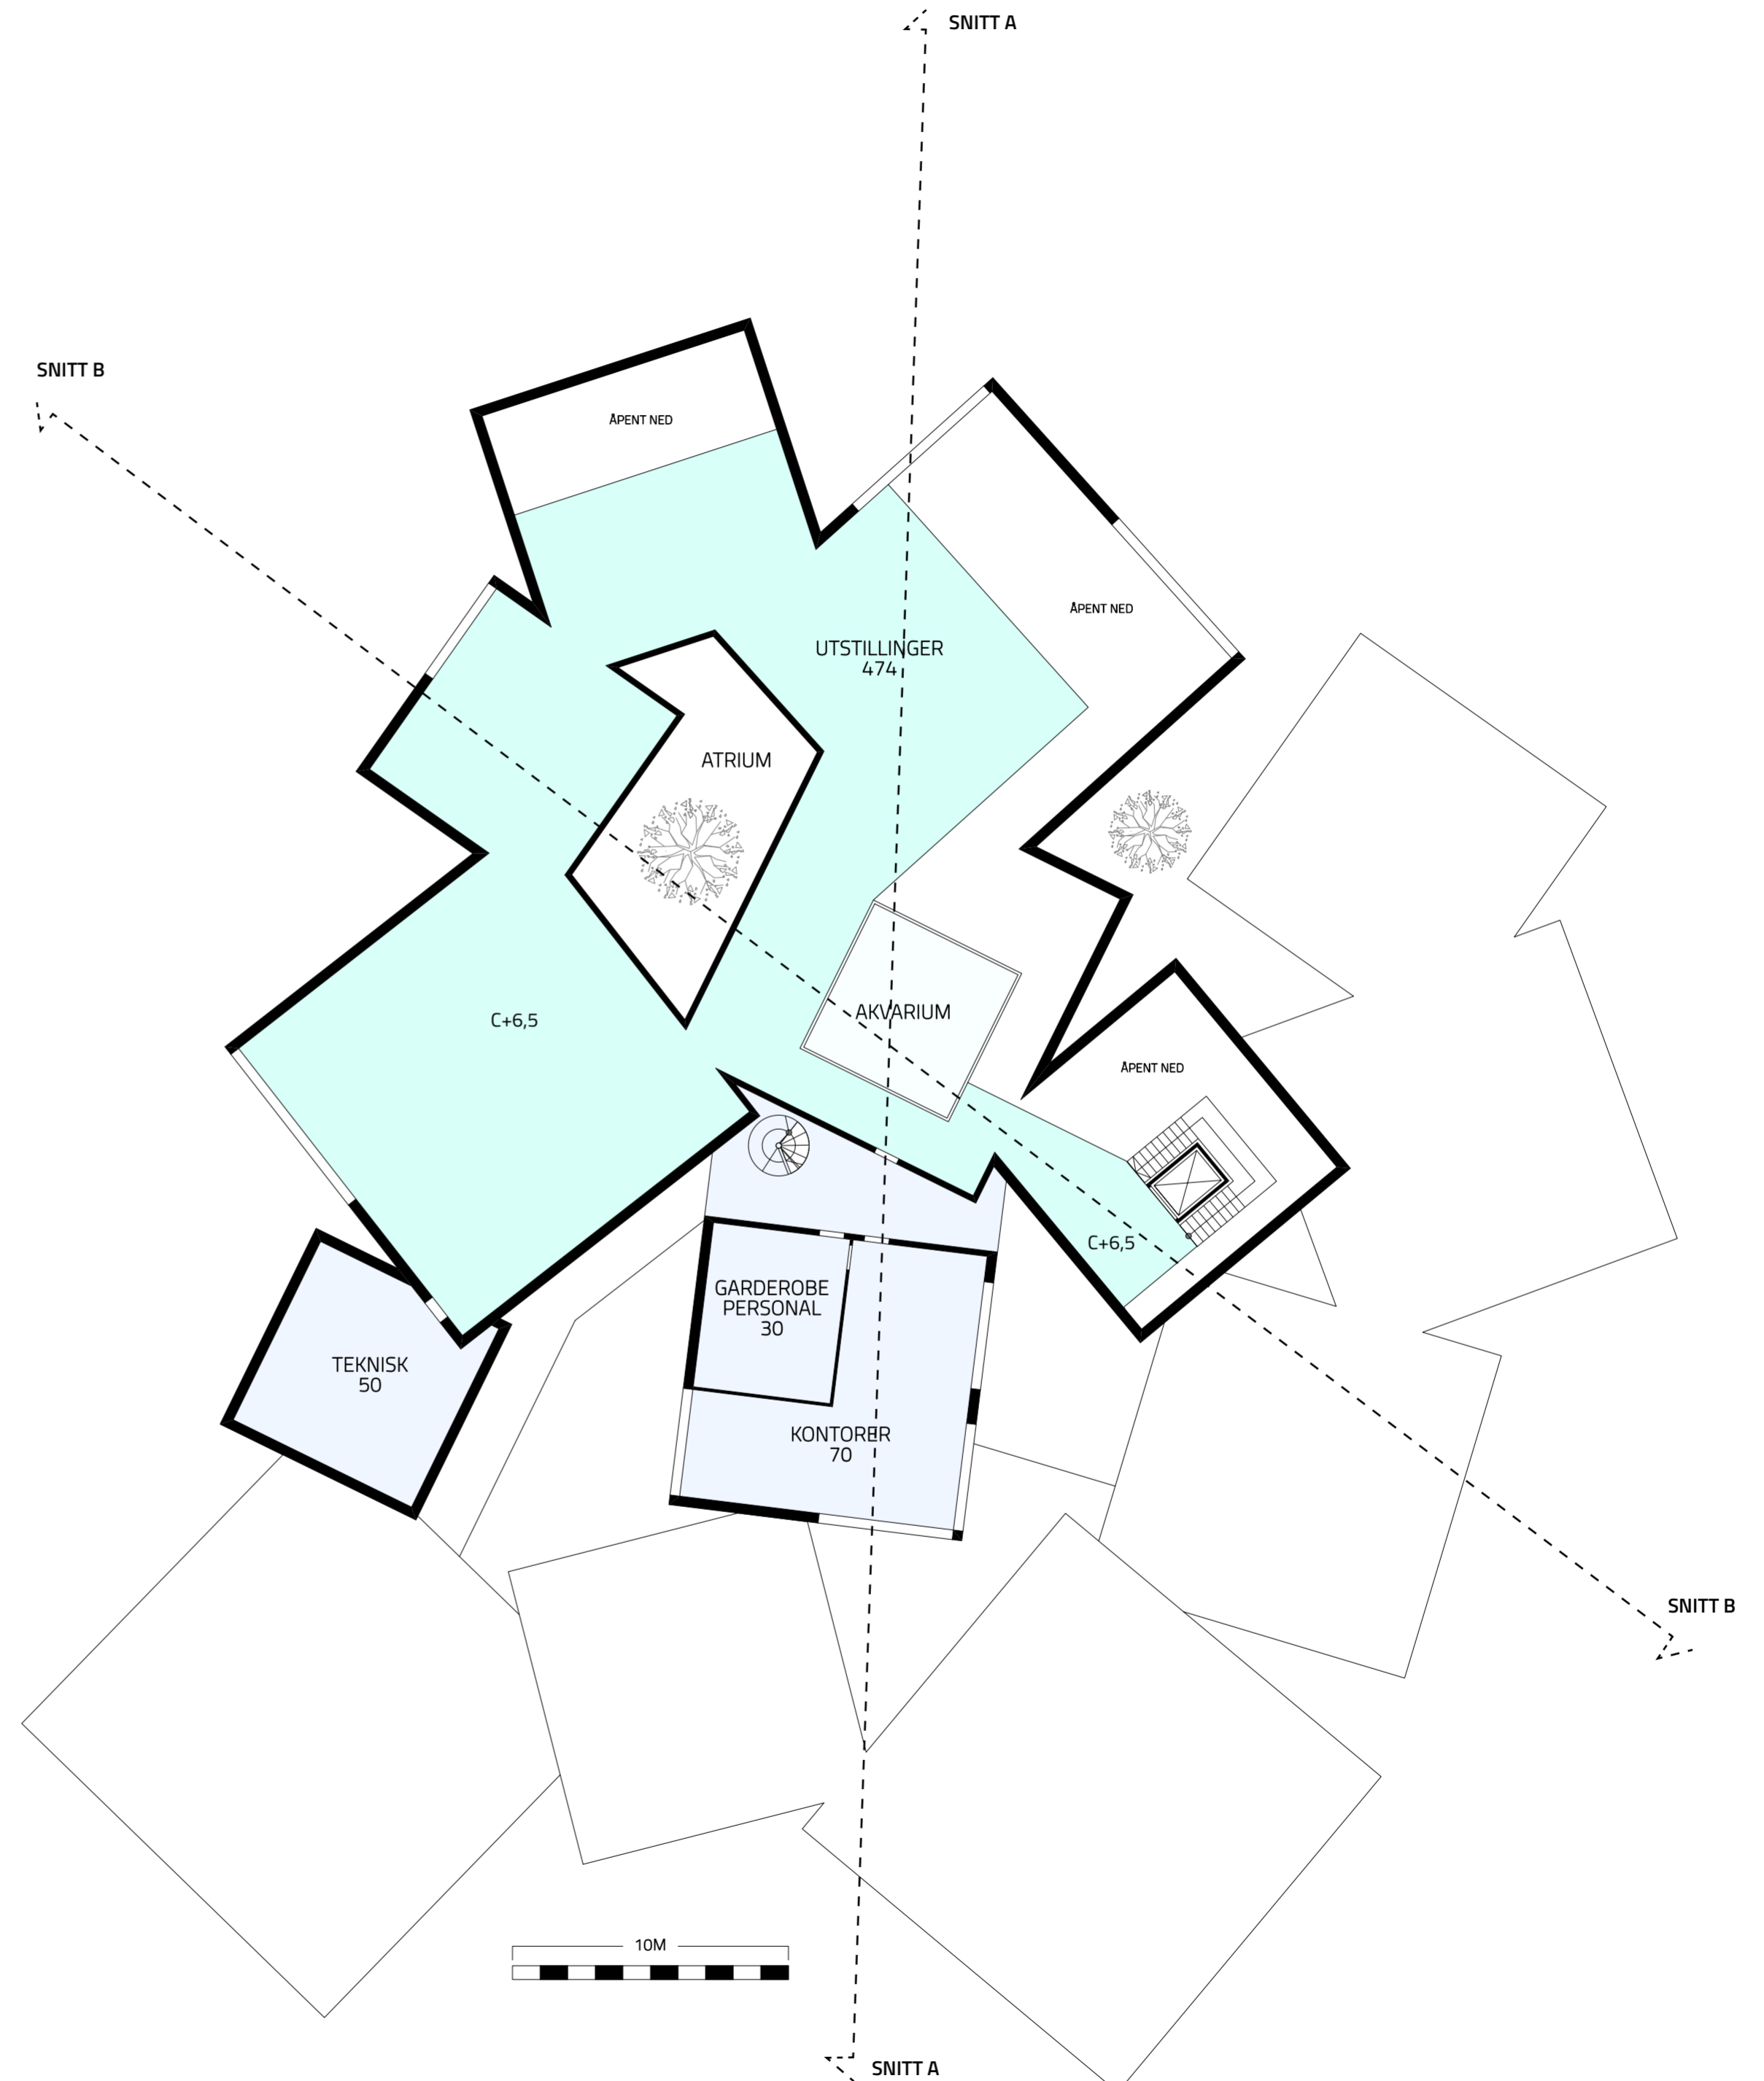 SNITT A
SNITT B
ÅPENT NED
ÅPENT NED
UTSTILLINGER
474
ATRIUM
AKVARIUM
C+6,5
ÅPENT NED
C+6,5
GARDEROBE
PERSONAL
30
TEKNISK
50
KONTORER
70
SNITT B
10M
SNITT A